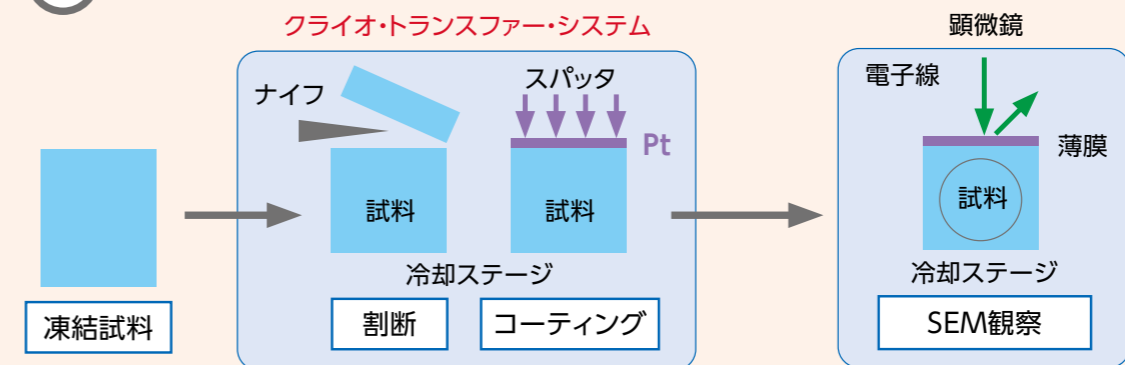 クライオ・トランスファー・システム
顕微鏡
ナイフ
スパッタ
電子線
Pt
薄膜
試料
試料
試料
冷却ステージ
冷却ステージ
凍結試料
割断
コーティング
SEM観察